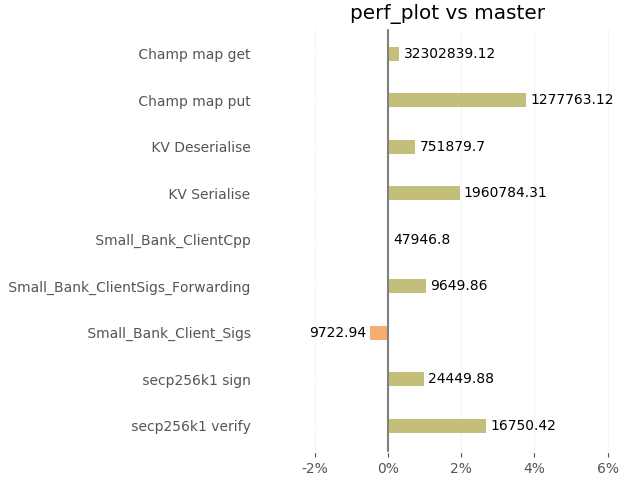 perf_plot vs master
Champ map get 32302839.12
Champ map put 1277763.12
KV Deserialise 751879.7
KV Serialise 1960784.31
Small_Bank_ClientCpp 47946.8
Small_Bank_ClientSigs_Forwarding 9649.86
Small_Bank_Client_Sigs 9722.94
secp256k1 sign 24449.88
secp256k1 verify 16750.42
-2% 0% 2% 4% 6%